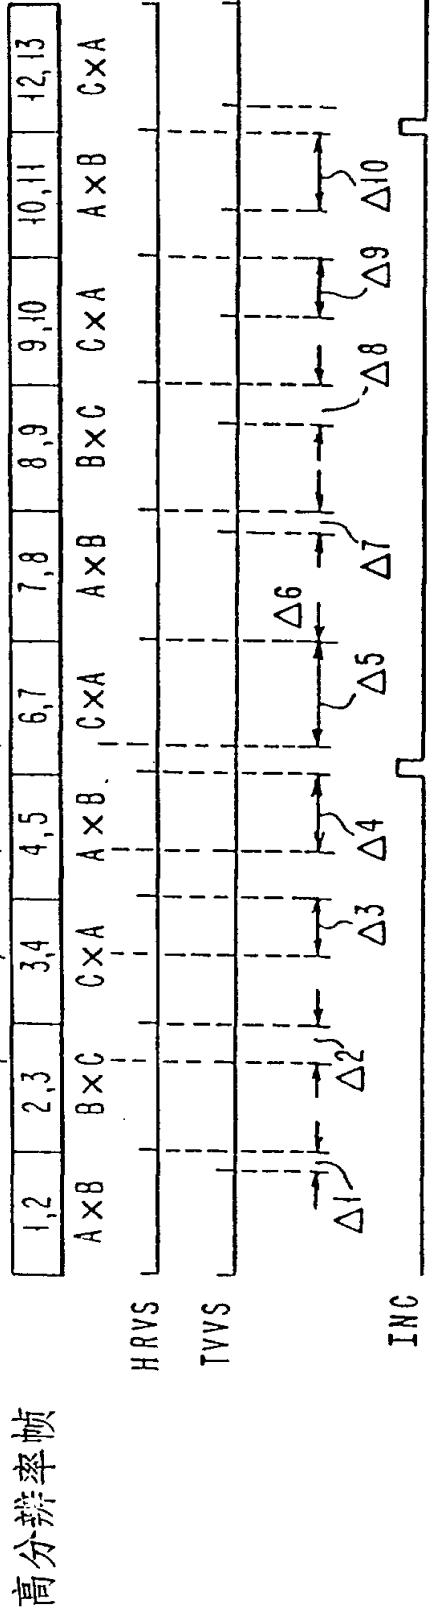 高分辨率帧 1,2 2,3 3,4 4,5 6,7 7,8 8,9 9,10 10,11 12,13
A×B B×C C×A A×B C×A A×B B×C C×A A×B C×A
HRVS
TVVS
Δ1 Δ2 Δ3 Δ4 Δ5 Δ6 Δ7 Δ8 Δ9 Δ10
INC